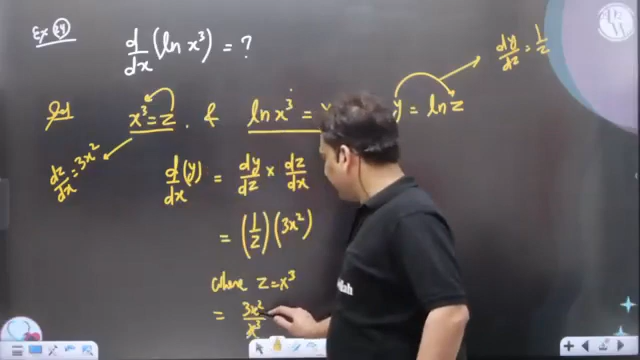 Ex 24
d/dx (ln x³) = ?
dy/dz = 1/z
Sol x³ = z & ln x³ = y = ln z
dz/dx = 3x²
d/dx (y) = dy/dz × dz/dx
= (1/z) (3x²)
where z = x³
= 3x²/x³